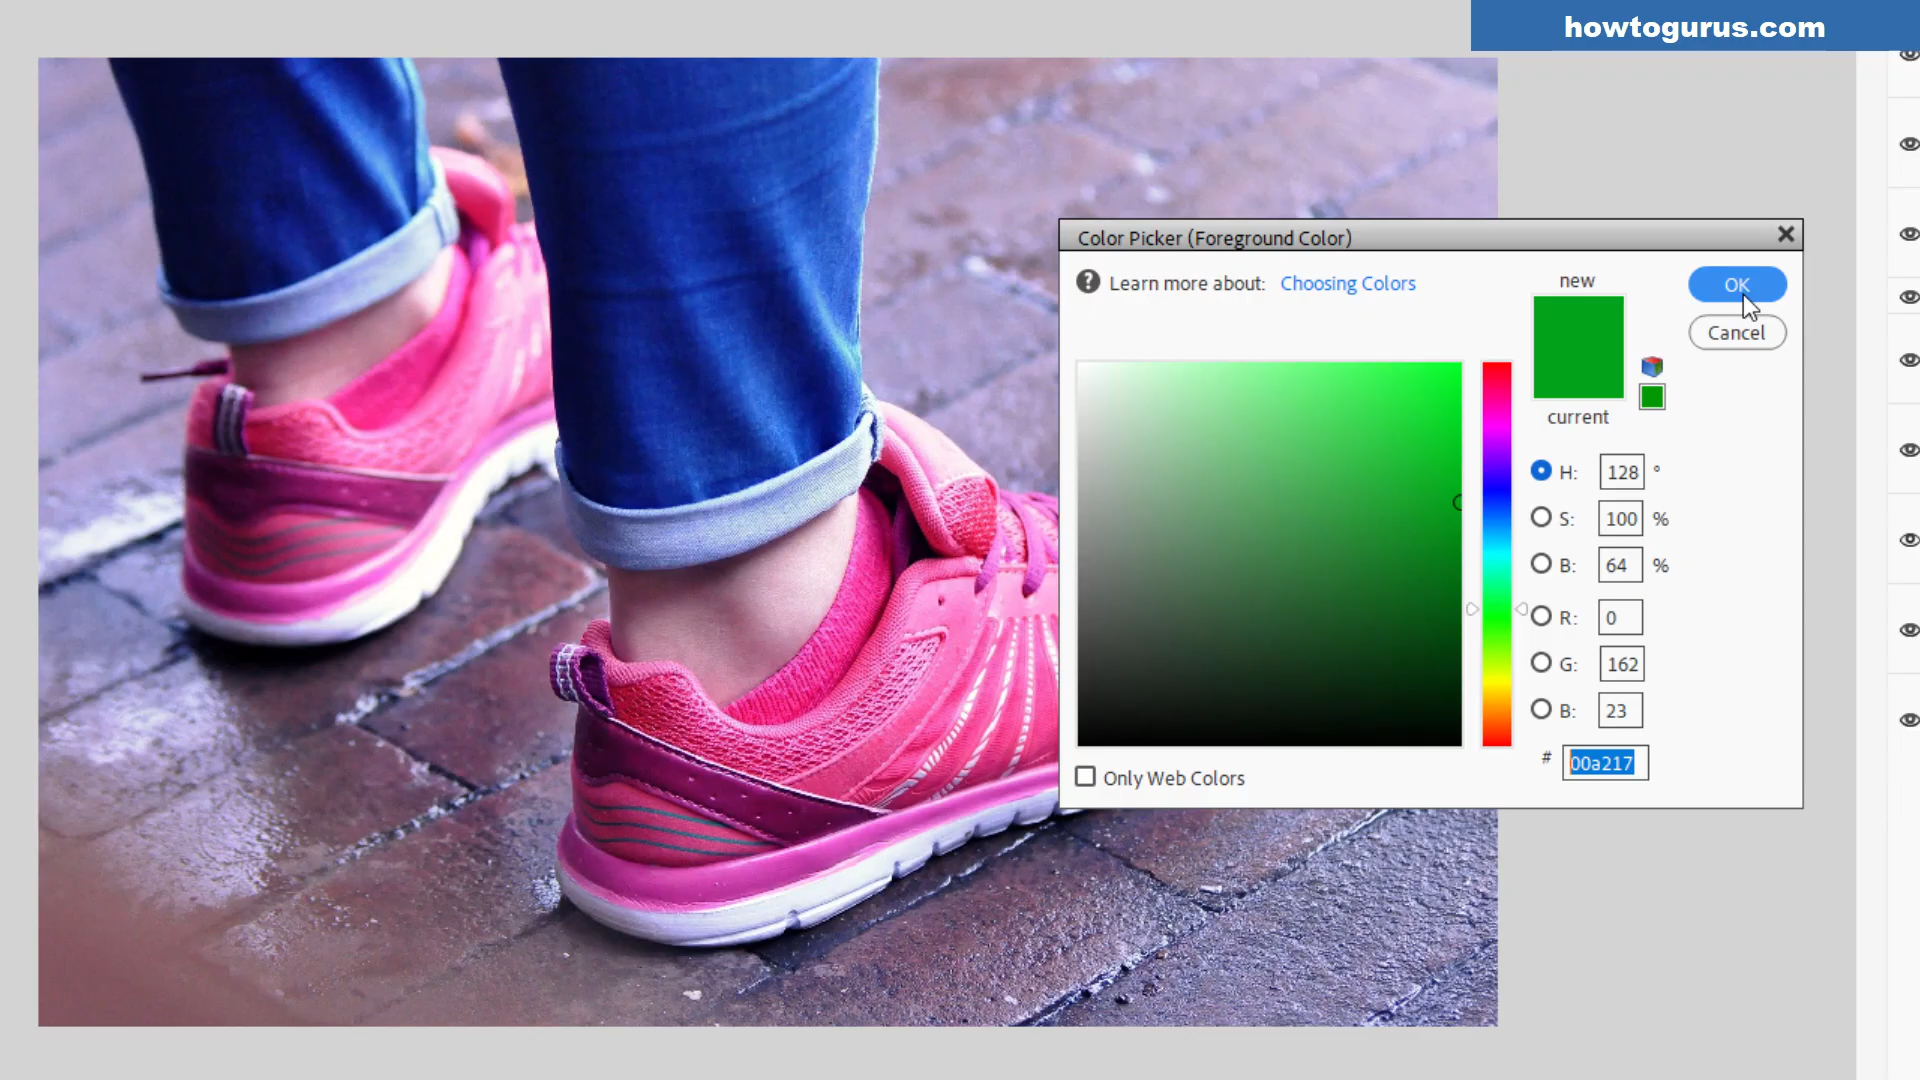 howtogurus.com
Color Picker (Foreground Color)
? Learn more about: Choosing Colors
new
OK
Cancel
current
H: 128 °
S: 100 %
B: 64 %
R: 0
G: 162
B: 23
# 00a217
Only Web Colors